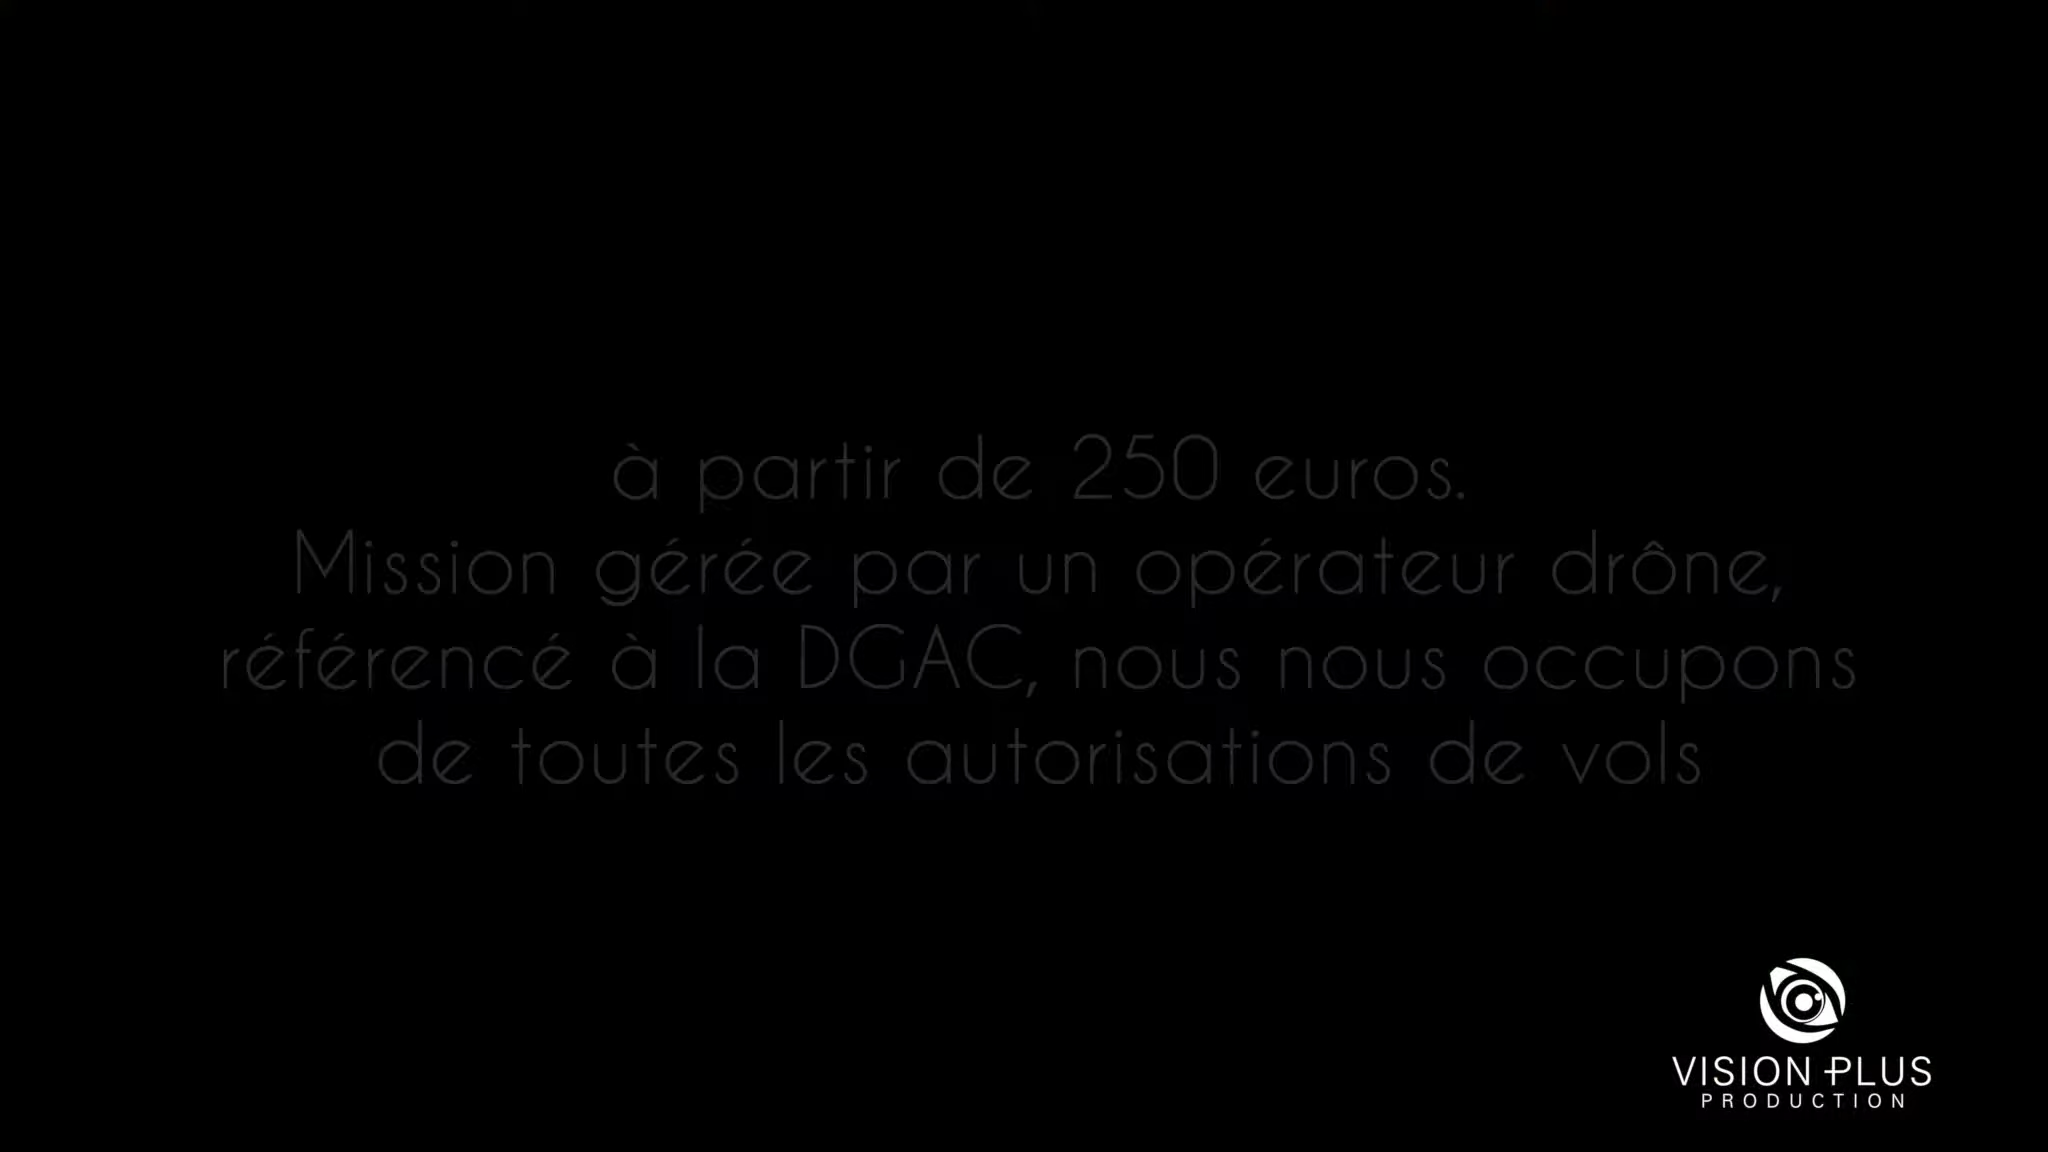 à partir de 250 euros.
Mission gérée par un opérateur drône,
référencé à la DGAC, nous nous occupons
de toutes les autorisations de vols
VISION PLUS
PRODUCTION